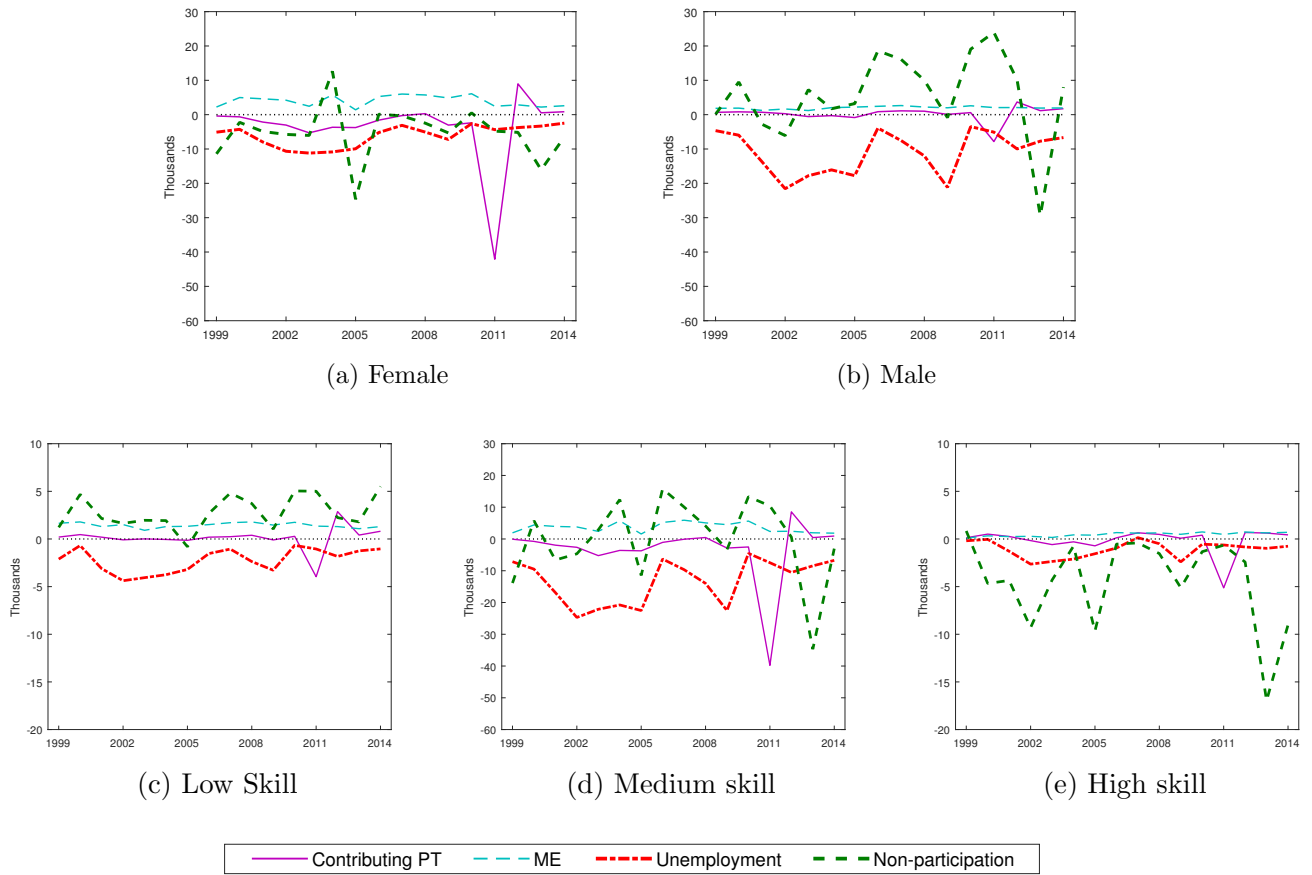 30
20
10
0
-10
-20
-30
-40
-50
-60
Thousands
1999 2002 2005 2008 2011 2014
(a) Female
30
20
10
0
-10
-20
-30
-40
-50
-60
Thousands
1999 2002 2005 2008 2011 2014
(b) Male
10
5
0
-5
-10
-15
-20
Thousands
1999 2002 2005 2008 2011 2014
(c) Low Skill
30
20
10
0
-10
-20
-30
-40
-50
-60
Thousands
1999 2002 2005 2008 2011 2014
(d) Medium skill
10
5
0
-5
-10
-15
-20
Thousands
1999 2002 2005 2008 2011 2014
(e) High skill
Contributing PT ME Unemployment Non-participation